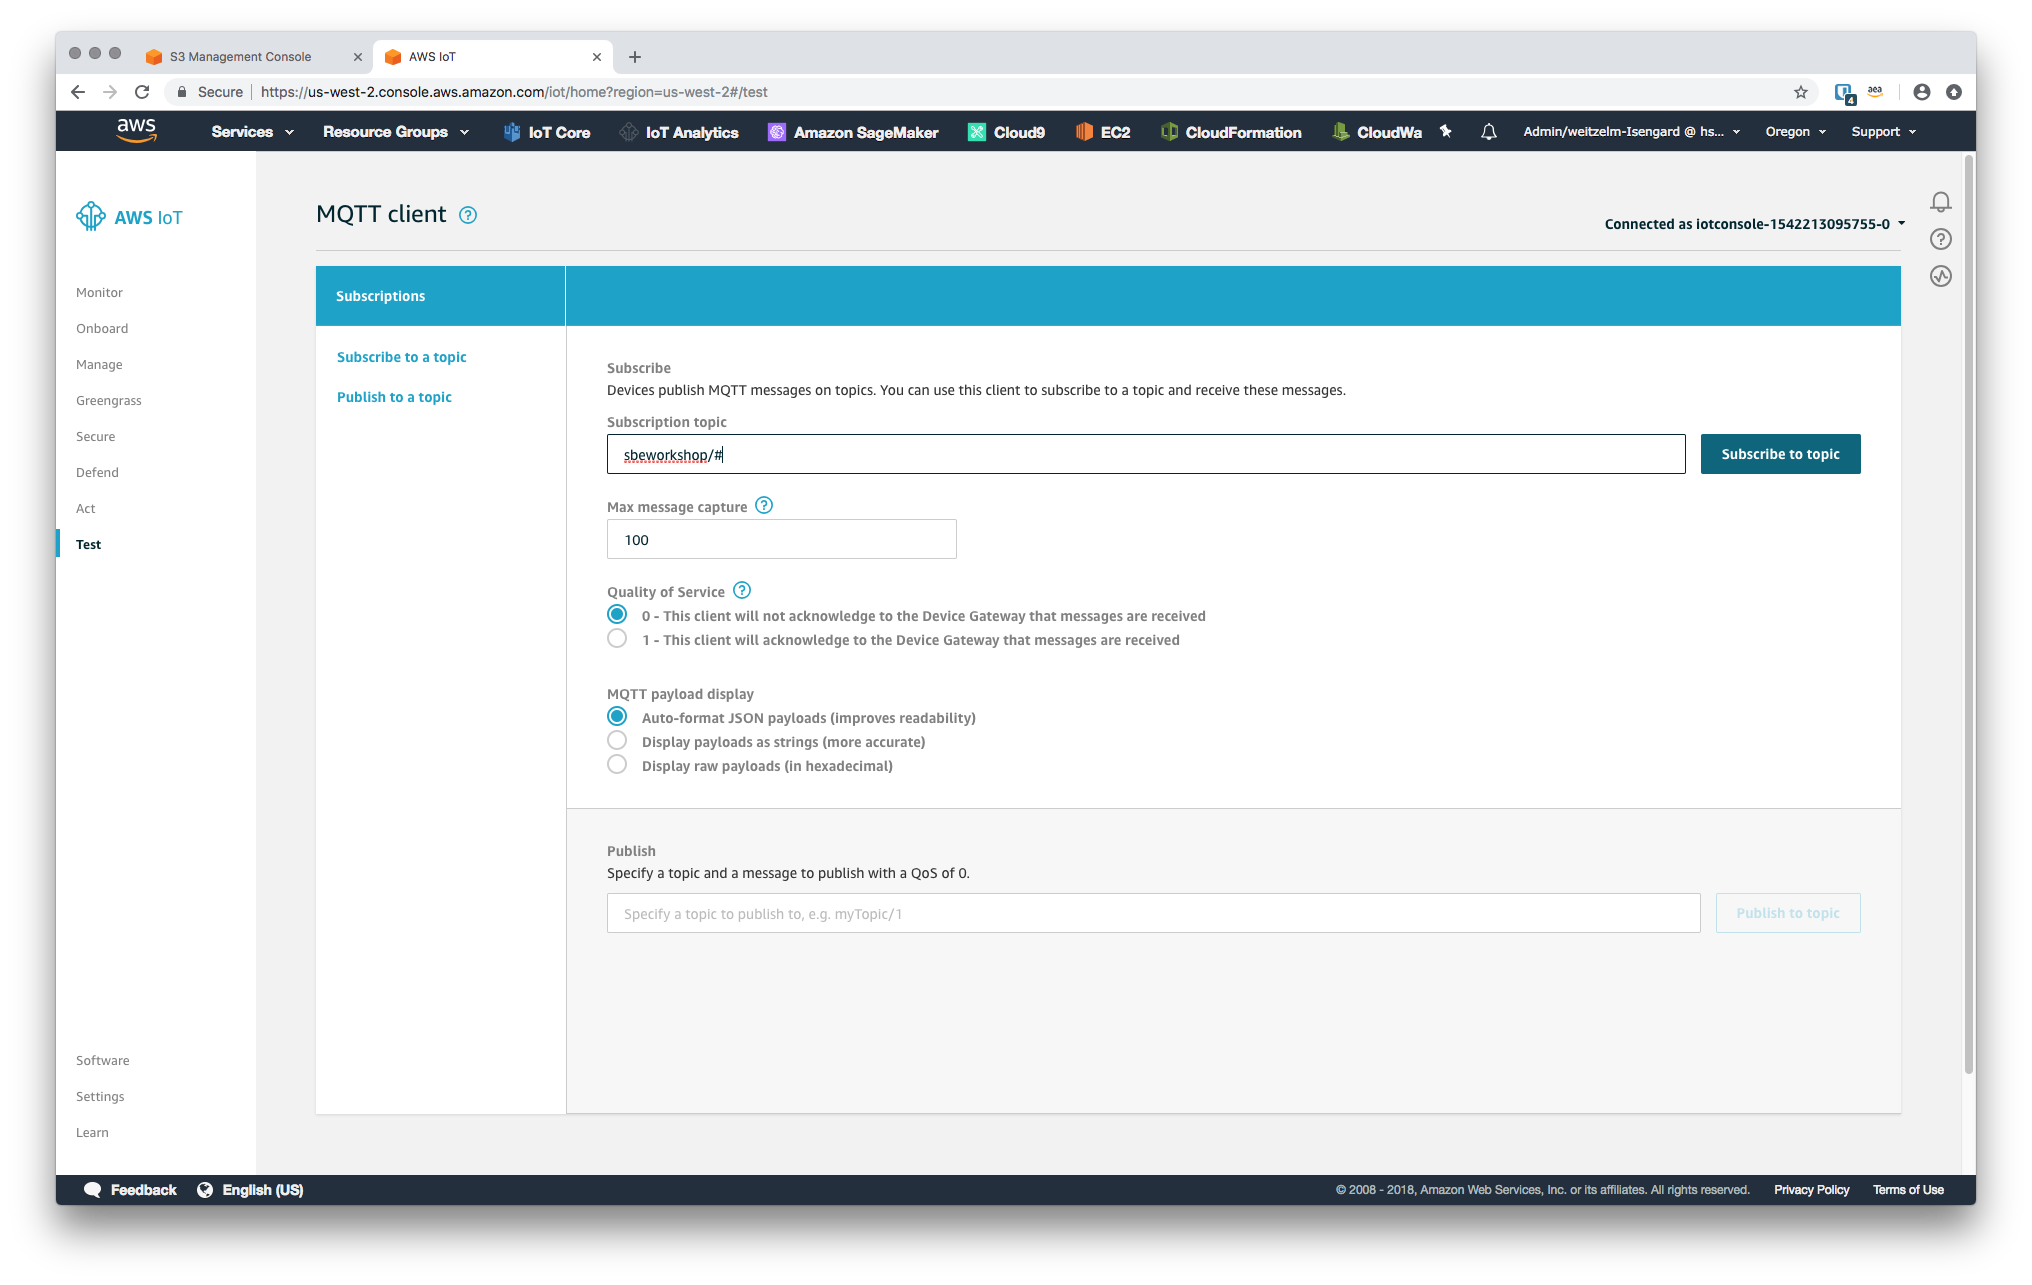 S3 Management Console
AWS IoT
Secure
https://us-west-2.console.aws.amazon.com/iot/home?region=us-west-2#/test
4
aea
aws
Services
Resource Groups
IoT Core
IoT Analytics
Amazon SageMaker
Cloud9
EC2
CloudFormation
CloudWa
Admin/weitzelm-Isengard @ hs...
Oregon
Support
AWS IoT
MQTT client
Connected as iotconsole-1542213095755-0
Monitor
Onboard
Manage
Greengrass
Secure
Defend
Act
Test
Software
Settings
Learn
Subscriptions
Subscribe to a topic
Publish to a topic
Subscribe
Devices publish MQTT messages on topics. You can use this client to subscribe to a topic and receive these messages.
Subscription topic
sbeworkshop/#
Subscribe to topic
Max message capture
100
Quality of Service
0 - This client will not acknowledge to the Device Gateway that messages are received
1 - This client will acknowledge to the Device Gateway that messages are received
MQTT payload display
Auto-format JSON payloads (improves readability)
Display payloads as strings (more accurate)
Display raw payloads (in hexadecimal)
Publish
Specify a topic and a message to publish with a QoS of 0.
Specify a topic to publish to, e.g. myTopic/1
Publish to topic
Feedback
English (US)
© 2008 - 2018, Amazon Web Services, Inc. or its affiliates. All rights reserved.
Privacy Policy
Terms of Use